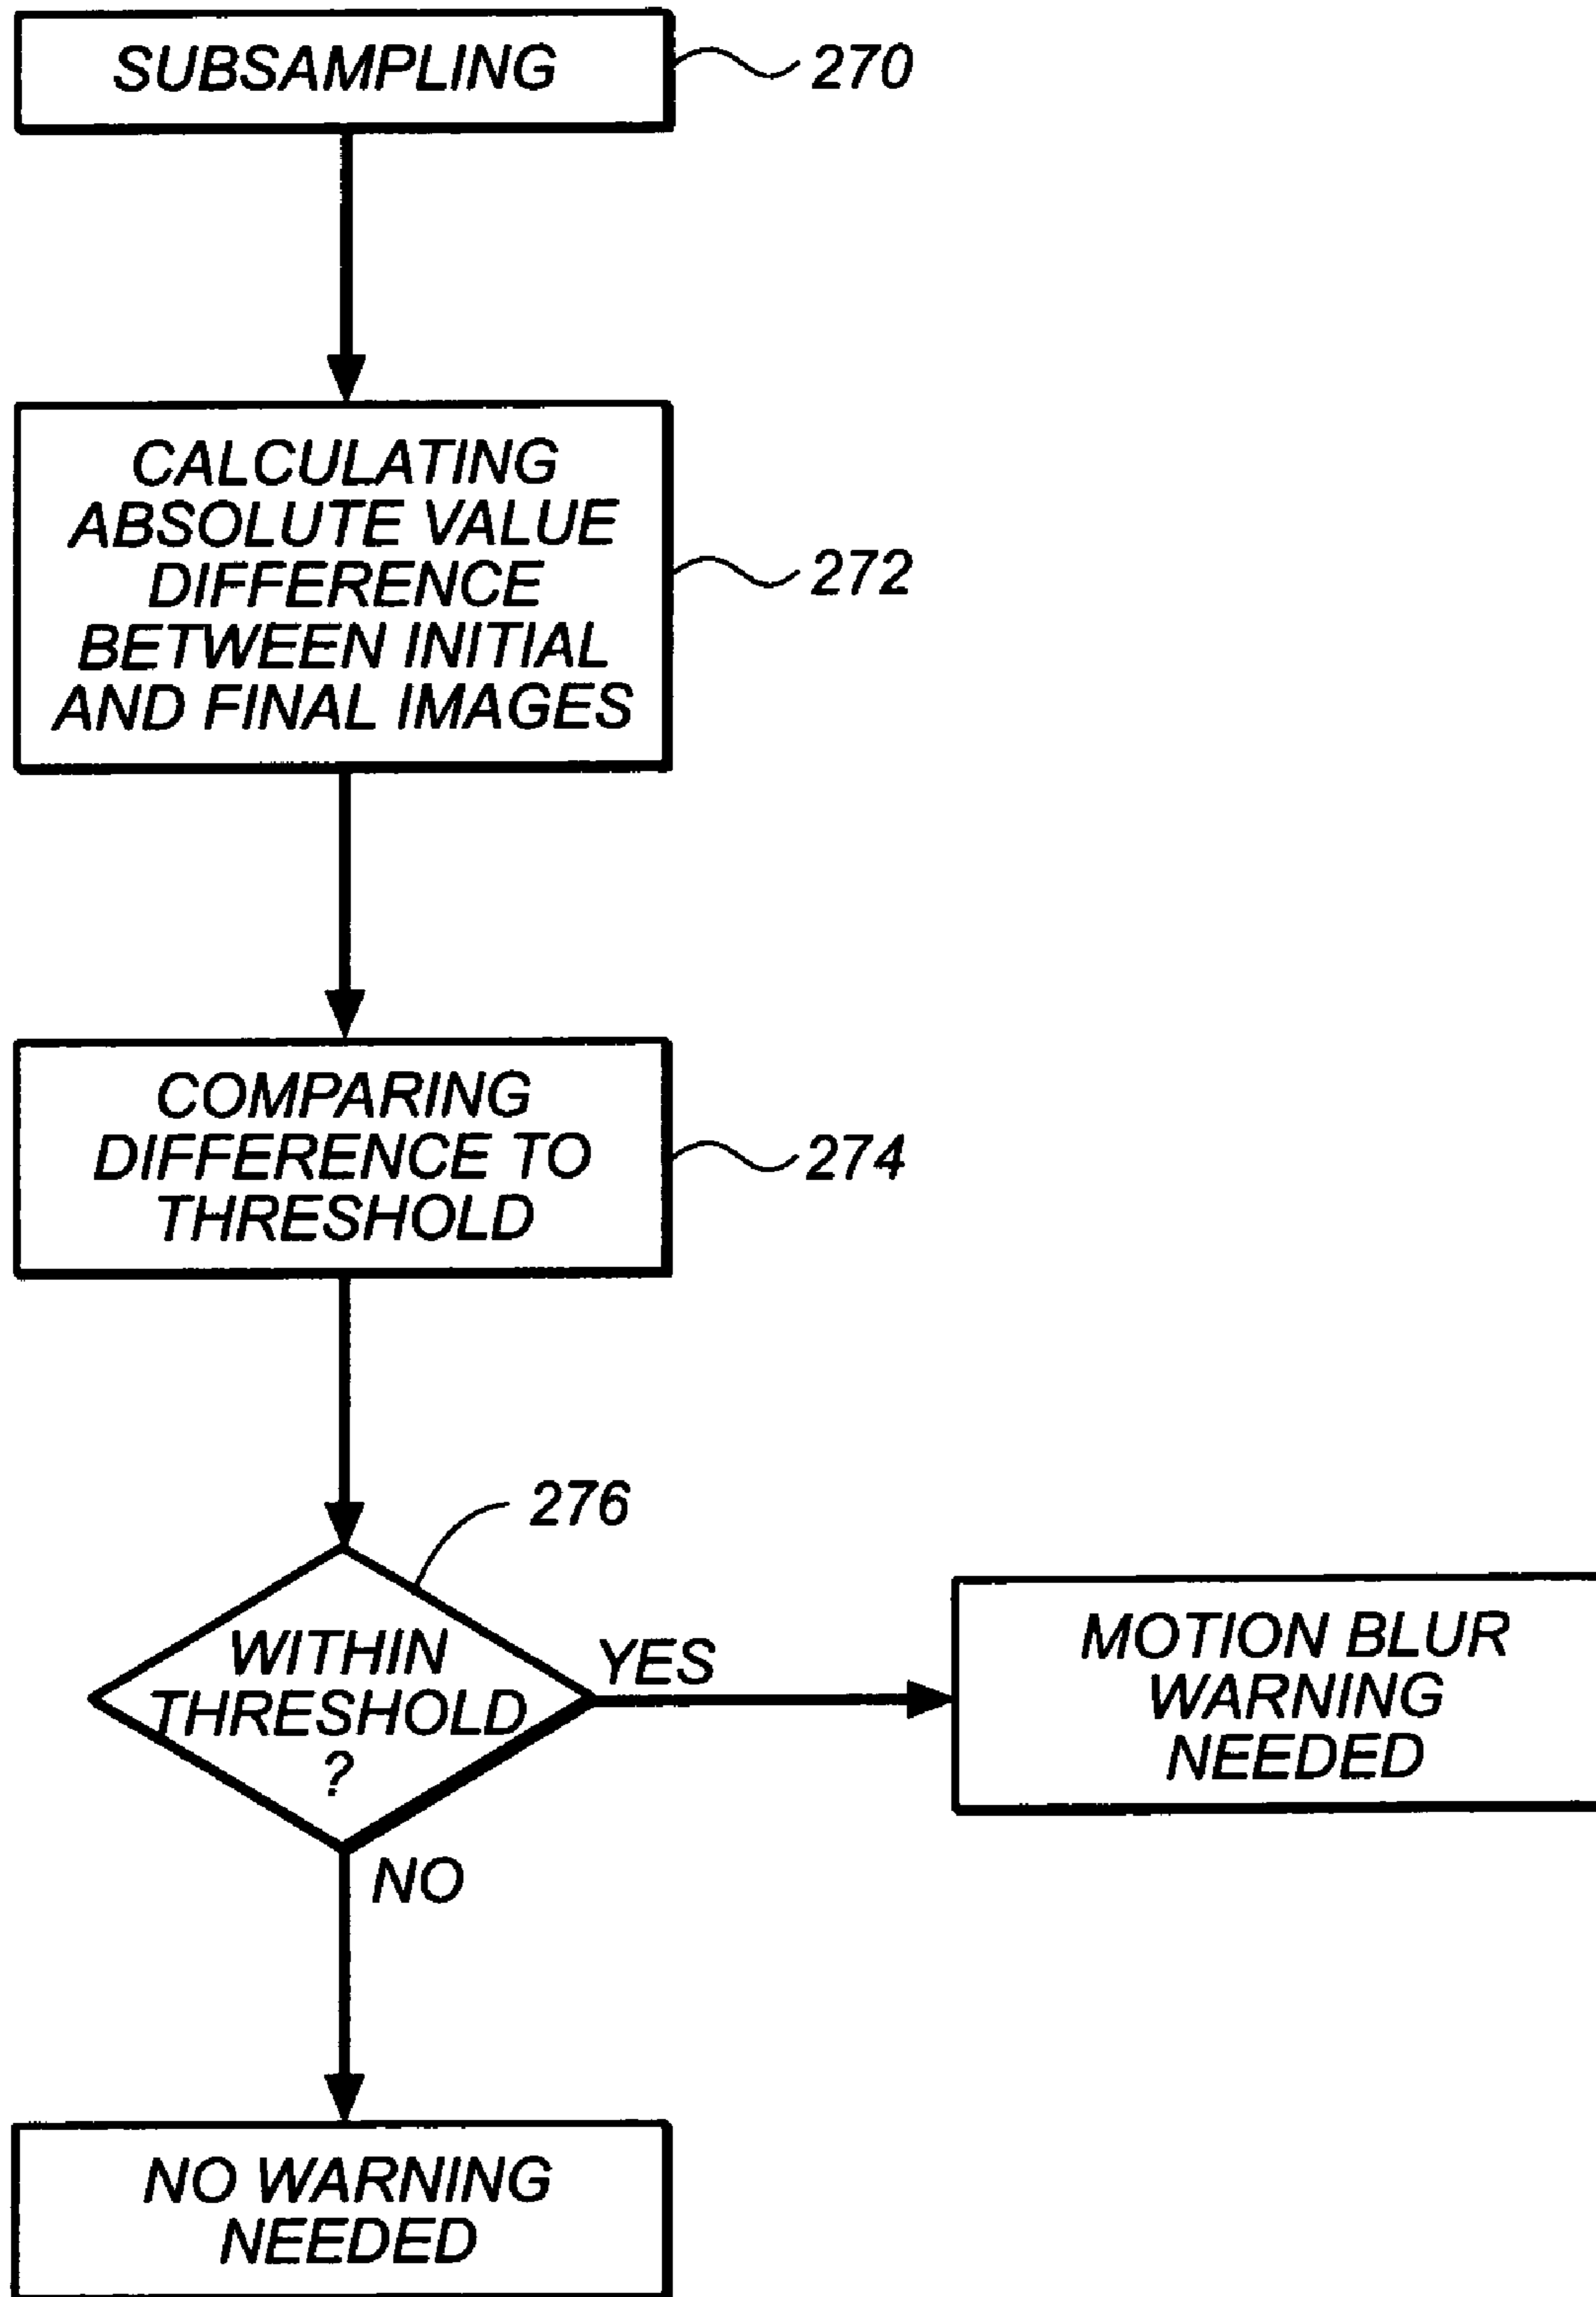 SUBSAMPLING
270
CALCULATING
ABSOLUTE VALUE
DIFFERENCE
BETWEEN INITIAL
AND FINAL IMAGES
272
COMPARING
DIFFERENCE TO
THRESHOLD
274
276
WITHIN
THRESHOLD
?
YES
MOTION BLUR
WARNING
NEEDED
NO
NO WARNING
NEEDED